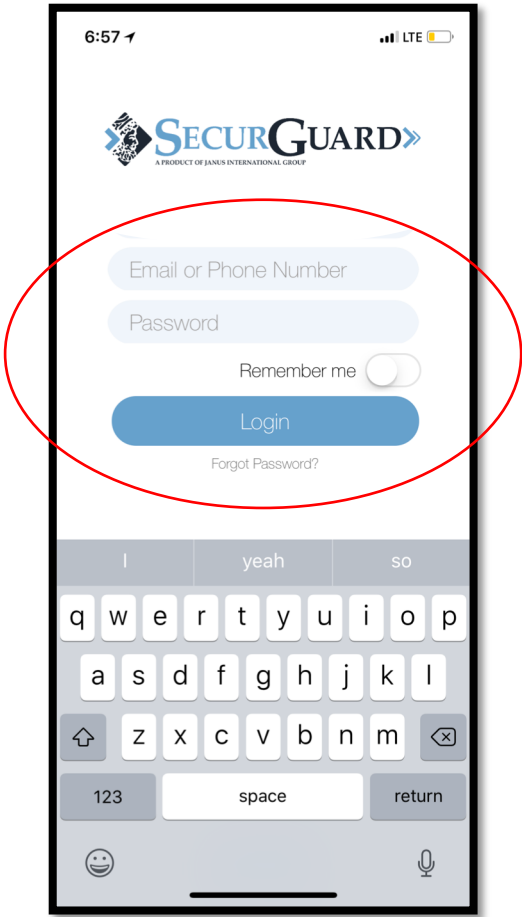 6:57 LTE
SECURGUARD
A PRODUCT OF JANUS INTERNATIONAL GROUP
Email or Phone Number
Password
Remember me
Login
Forgot Password?
I yeah so
q w e r t y u i o p
a s d f g h j k l
z x c v b n m
123 space return